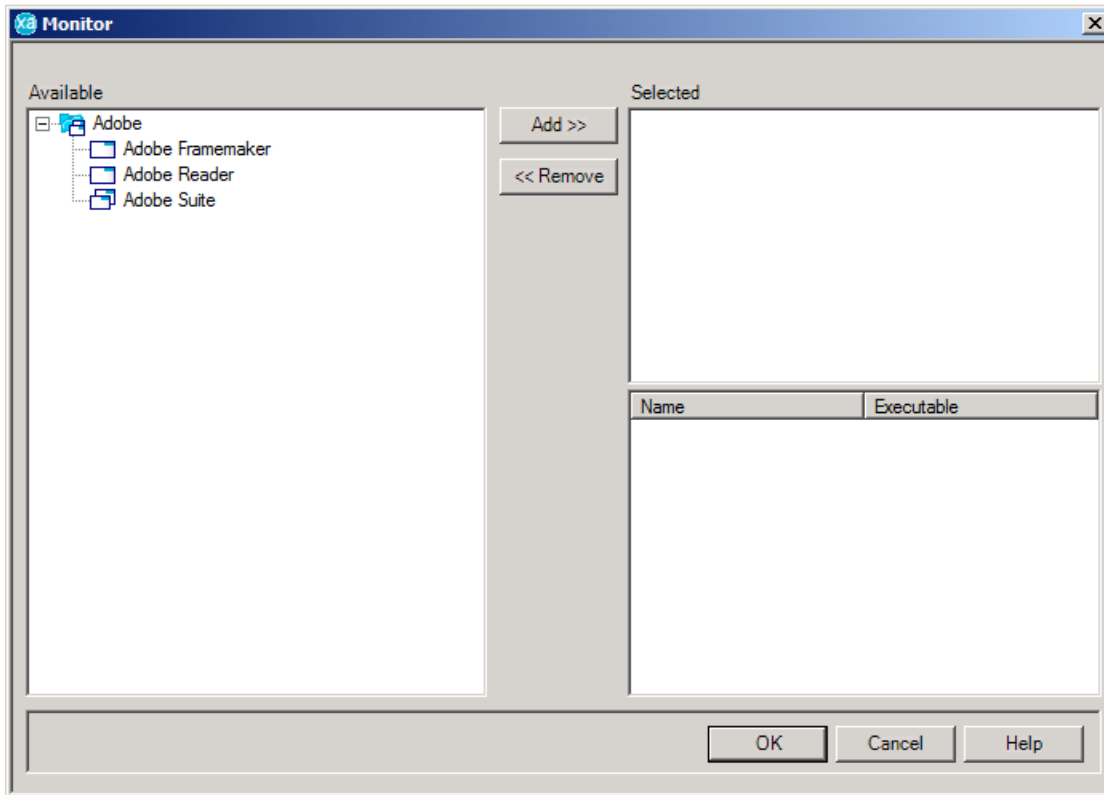 xa Monitor
Available
Selected
Adobe
Adobe Framemaker
Adobe Reader
Adobe Suite
Add >>
<< Remove
Name Executable
OK Cancel Help